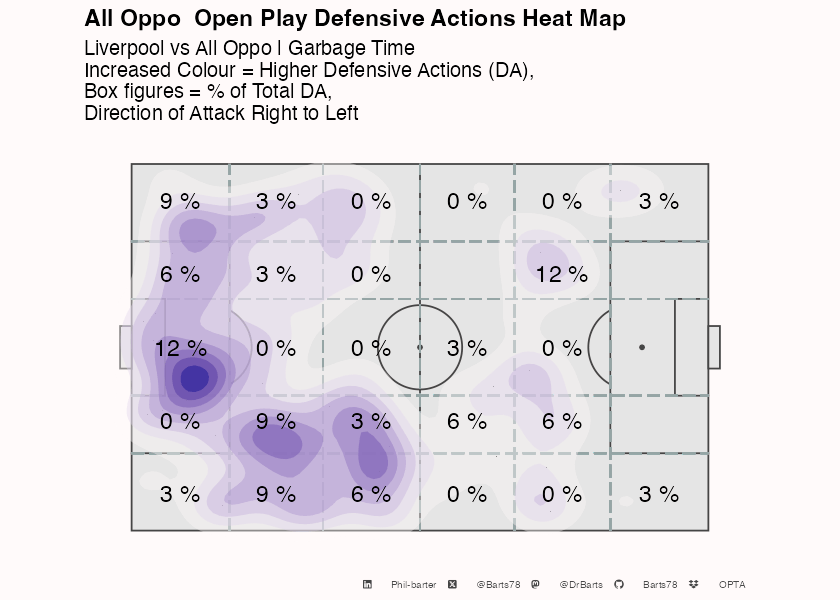 All Oppo  Open Play Defensive Actions Heat Map
Liverpool vs All Oppo | Garbage Time
Increased Colour = Higher Defensive Actions (DA),
Box figures = % of Total DA,
Direction of Attack Right to Left
9 % 3 % 0 % 0 % 0 % 3 %
6 % 3 % 0 % 12 %
12 % 0 % 0 % 3 % 0 %
0 % 9 % 3 % 6 % 6 %
3 % 9 % 6 % 0 % 0 % 3 %
Phil-barter @Barts78 @DrBarts Barts78 OPTA